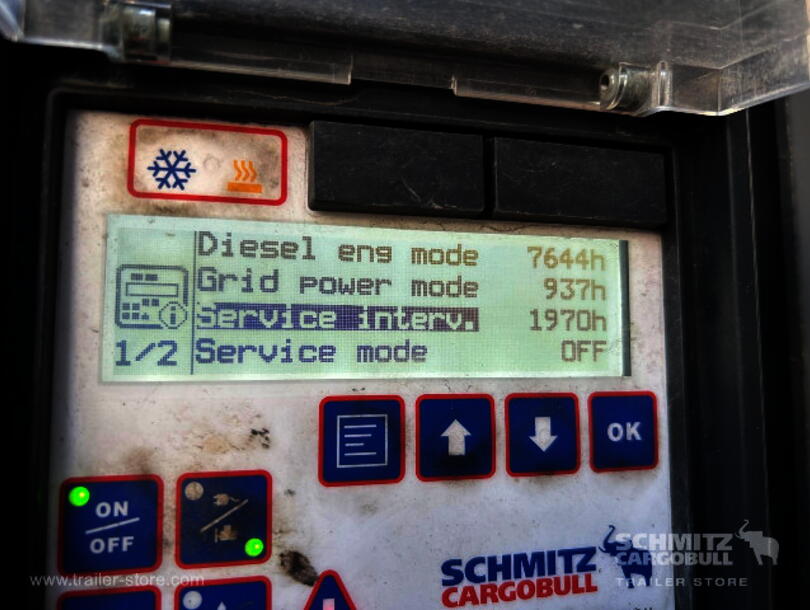 Diesel eng mode 7644h
Grid power mode 937h
Service interv. 1970h
1/2 Service mode OFF
OK
ON
OFF
SCHMITZ
CARGOBULL
SCHMITZ
CARGOBULL
TRAILER STORE
www.trailer-store.com